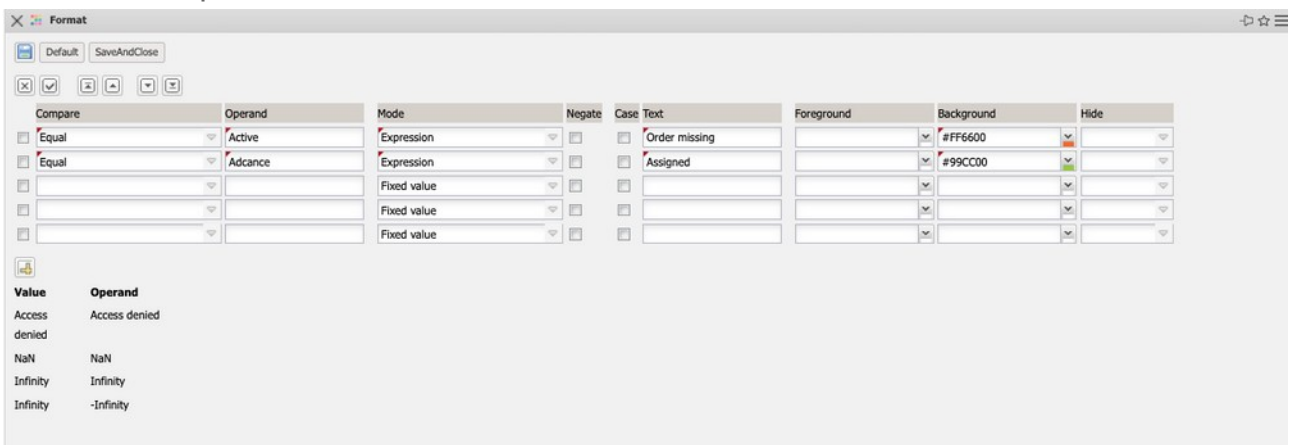 Format
Default SaveAndClose
Compare Operand Mode Negate Case Text Foreground Background Hide
Equal Active Expression Order missing #FF6600
Equal Adcance Expression Assigned #99CC00
Fixed value
Fixed value
Fixed value
Value Operand
Access denied Access denied
NaN NaN
Infinity Infinity
Infinity -Infinity